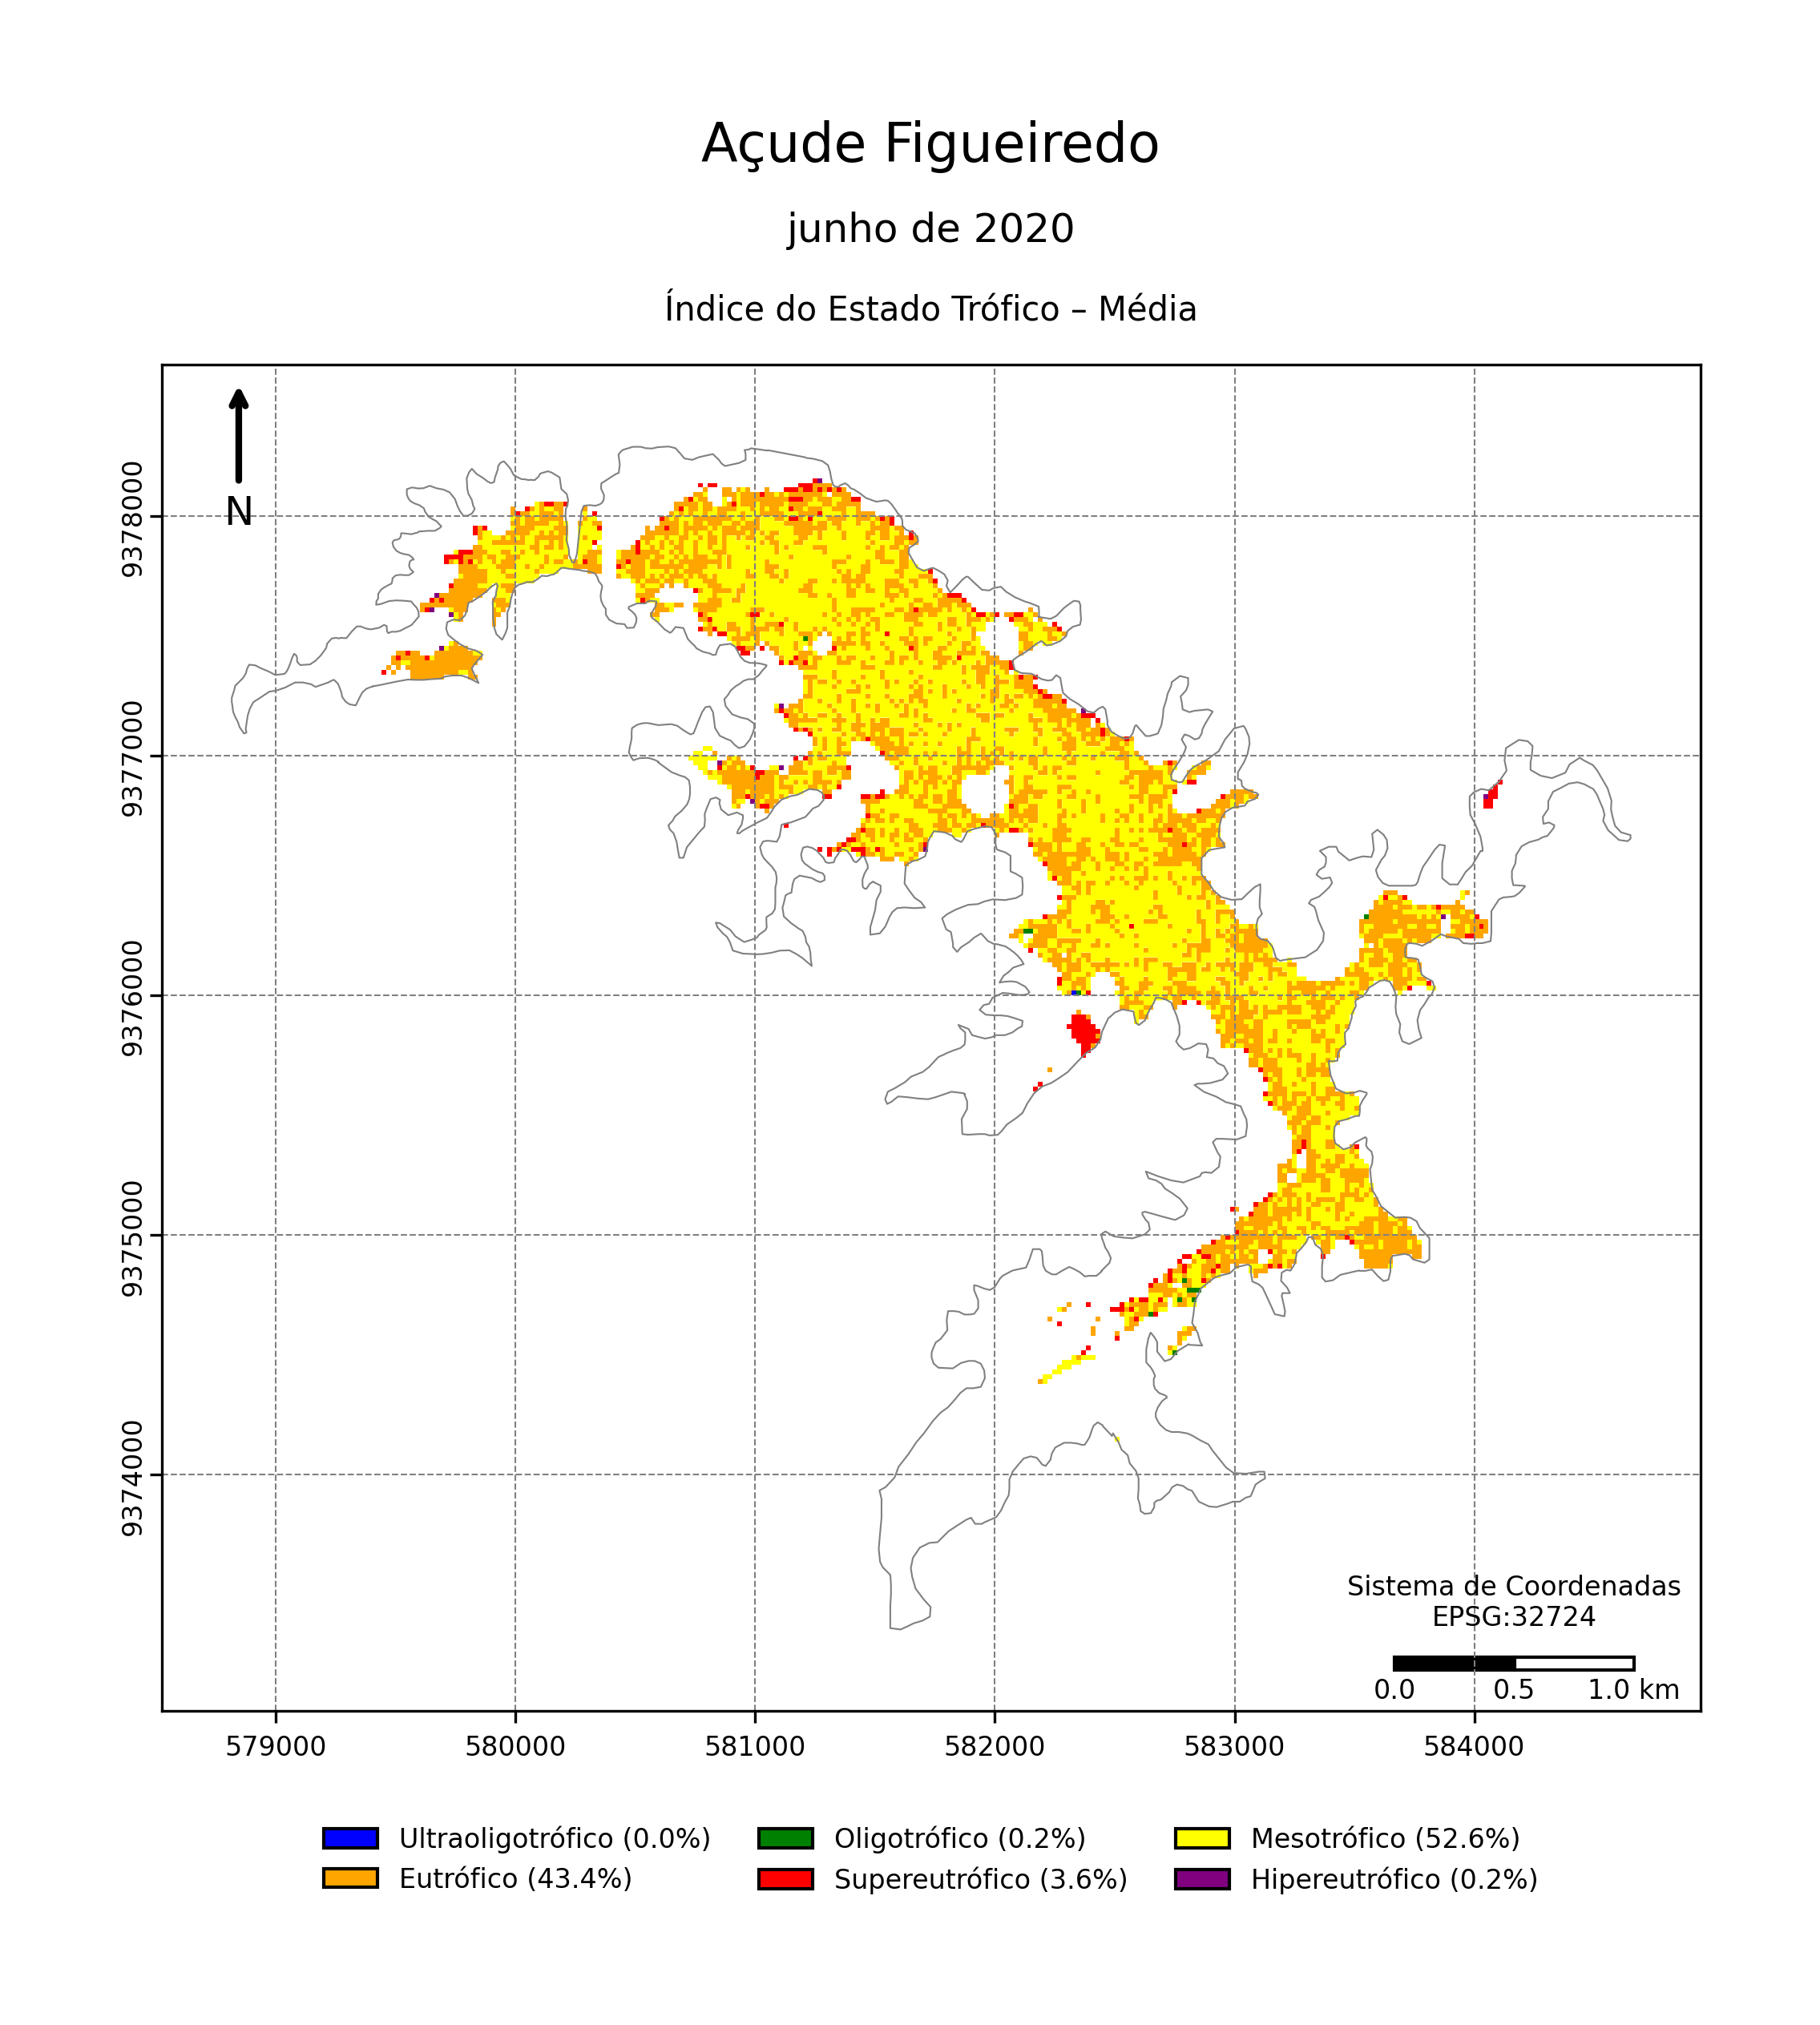 Açude Figueiredo
junho de 2020
Índice do Estado Trófico – Média
N
9378000
9377000
9376000
9375000
9374000
Sistema de Coordenadas
EPSG:32724
0.0 0.5 1.0 km
579000 580000 581000 582000 583000 584000
Ultraoligotrófico (0.0%) Oligotrófico (0.2%) Mesotrófico (52.6%)
Eutrófico (43.4%) Supereutrófico (3.6%) Hipereutrófico (0.2%)